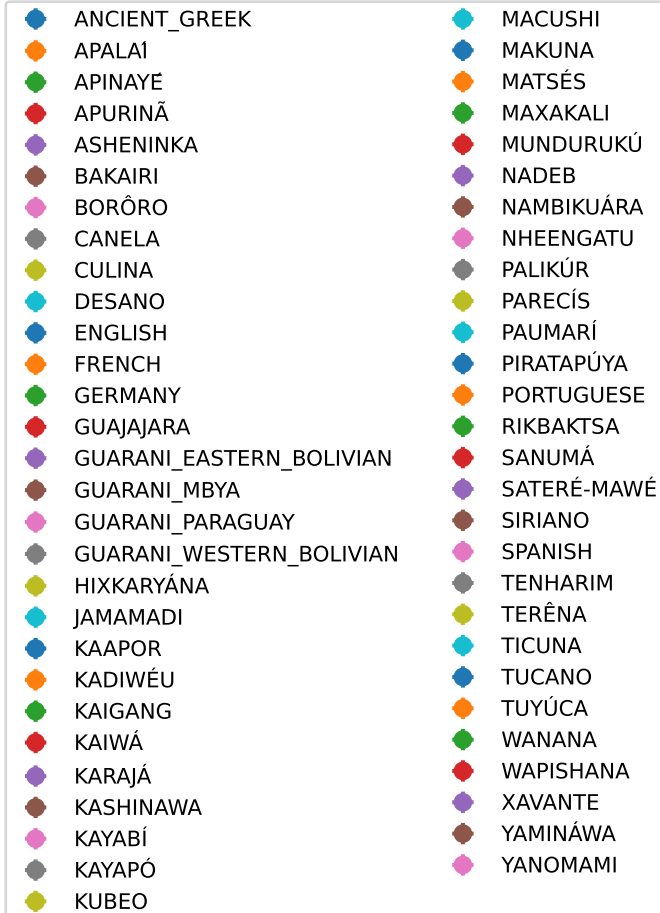 ANCIENT_GREEK
APALAÍ
APINAYÉ
APURINÃ
ASHENINKA
BAKAIRI
BORÔRO
CANELA
CULINA
DESANO
ENGLISH
FRENCH
GERMANY
GUAJAJARA
GUARANI_EASTERN_BOLIVIAN
GUARANI_MBYA
GUARANI_PARAGUAY
GUARANI_WESTERN_BOLIVIAN
HIXKARYÁNA
JAMAMADI
KAAPOR
KADIWÉU
KAIGANG
KAIWÁ
KARAJÁ
KASHINAWA
KAYABÍ
KAYAPÓ
KUBEO
MACUSHI
MAKUNA
MATSÉS
MAXAKALI
MUNDURUKÚ
NADEB
NAMBIKUÁRA
NHEENGATU
PALIKÚR
PARECÍS
PAUMARÍ
PIRATAPÚYA
PORTUGUESE
RIKBAKTSA
SANUMÁ
SATERÉ-MAWÉ
SIRIANO
SPANISH
TENHARIM
TERÊNA
TICUNA
TUCANO
TUYÚCA
WANANA
WAPISHANA
XAVANTE
YAMINÁWA
YANOMAMI